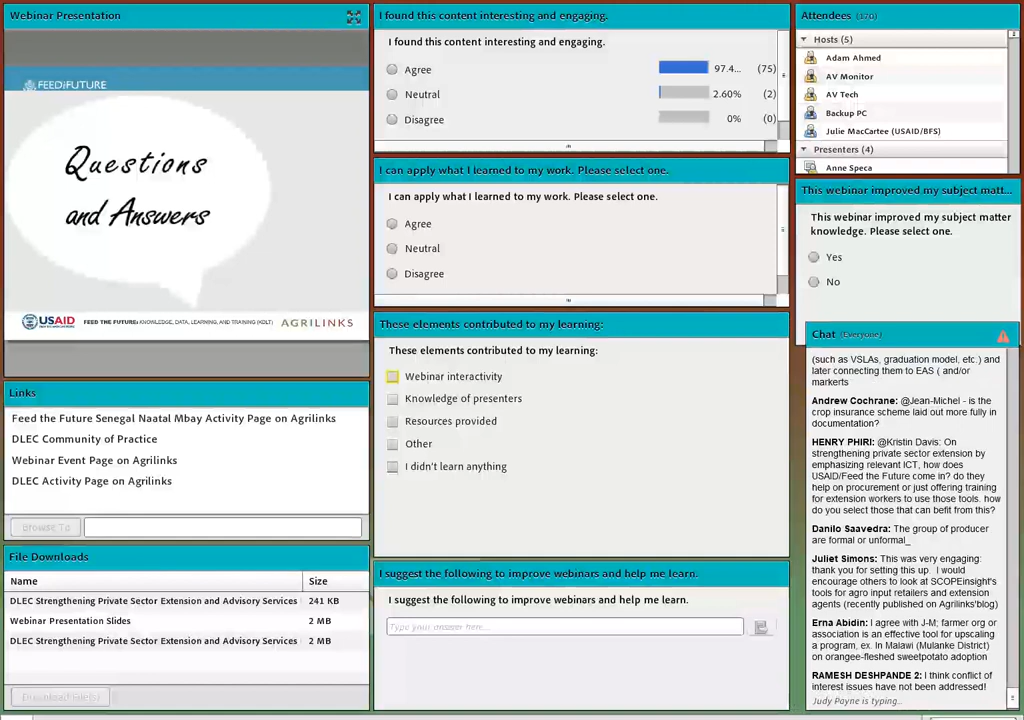 Webinar Presentation
FEED the FUTURE
Questions
and Answers
USAID
FEED THE FUTURE: KNOWLEDGE, DATA, LEARNING, AND TRAINING (KDLT)
AGRILINKS
Links
Feed the Future Senegal Naatal Mbay Activity Page on Agrilinks
DLEC Community of Practice
Webinar Event Page on Agrilinks
DLEC Activity Page on Agrilinks
Browse To
File Downloads
Name Size
DLEC Strengthening Private Sector Extension and Advisory Services 241 KB
Webinar Presentation Slides 2 MB
DLEC Strengthening Private Sector Extension and Advisory Services 2 MB
Download File(s)
I found this content interesting and engaging.
I found this content interesting and engaging.
Agree 97.4... (75)
Neutral 2.60% (2)
Disagree 0% (0)
I can apply what I learned to my work. Please select one.
I can apply what I learned to my work. Please select one.
Agree
Neutral
Disagree
These elements contributed to my learning:
These elements contributed to my learning:
Webinar interactivity
Knowledge of presenters
Resources provided
Other
I didn't learn anything
I suggest the following to improve webinars and help me learn.
I suggest the following to improve webinars and help me learn.
Type your answer here...
Attendees (170)
Hosts (5)
Adam Ahmed
AV Monitor
AV Tech
Backup PC
Julie MacCartee (USAID/BFS)
Presenters (4)
Anne Speca
This webinar improved my subject matt...
This webinar improved my subject matter
knowledge. Please select one.
Yes
No
Chat (Everyone)
(such as VSLAs, graduation model, etc.) and
later connecting them to EAS ( and/or
markerts
Andrew Cochrane: @Jean-Michel - is the
crop insurance scheme laid out more fully in
documentation?
HENRY PHIRI: @Kristin Davis: On
strengthening private sector extension by
emphasizing relevant ICT, how does
USAID/Feed the Future come in? do they
help on procurement or just offering training
for extension workers to use those tools. how
do you select those that can befit from this?
Danilo Saavedra: The group of producer
are formal or unformal_
Juliet Simons: This was very engaging:
thank you for setting this up. I would
encourage others to look at SCOPEinsight's
tools for agro input retailers and extension
agents (recently published on Agrilinks'blog)
Erna Abidin: I agree with J-M; farmer org or
association is an effective tool for upscaling
a program, ex. In Malawi (Mulanke District)
on orangee-fleshed sweetpotato adoption
RAMESH DESHPANDE 2: I think conflict of
interest issues have not been addressed!
Judy Payne is typing...